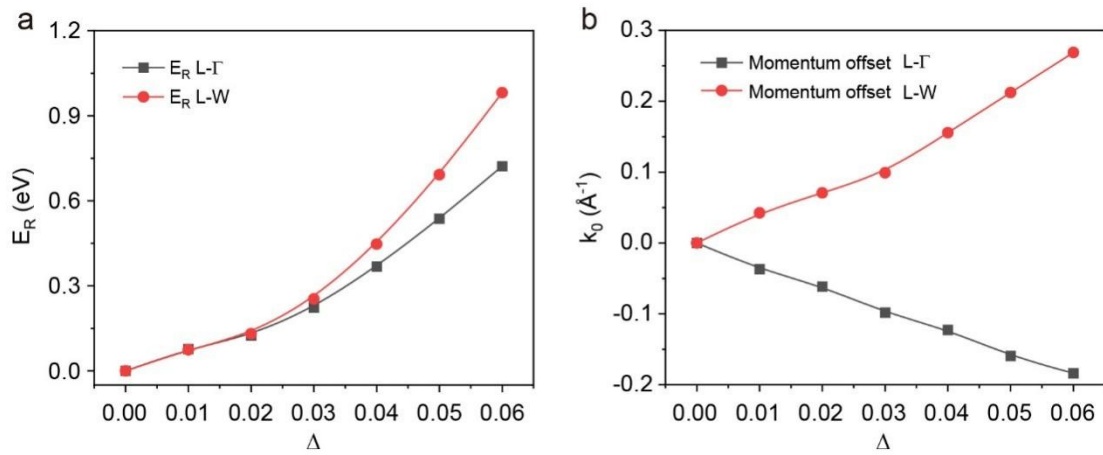 a
1.2
0.9
0.6
0.3
0.0
E_R (eV)
E_R L-Γ
E_R L-W
0.00 0.01 0.02 0.03 0.04 0.05 0.06
Δ
b
0.3
0.2
0.1
0.0
-0.1
-0.2
k₀ (Å⁻¹)
Momentum offset L-Γ
Momentum offset L-W
0.00 0.01 0.02 0.03 0.04 0.05 0.06
Δ